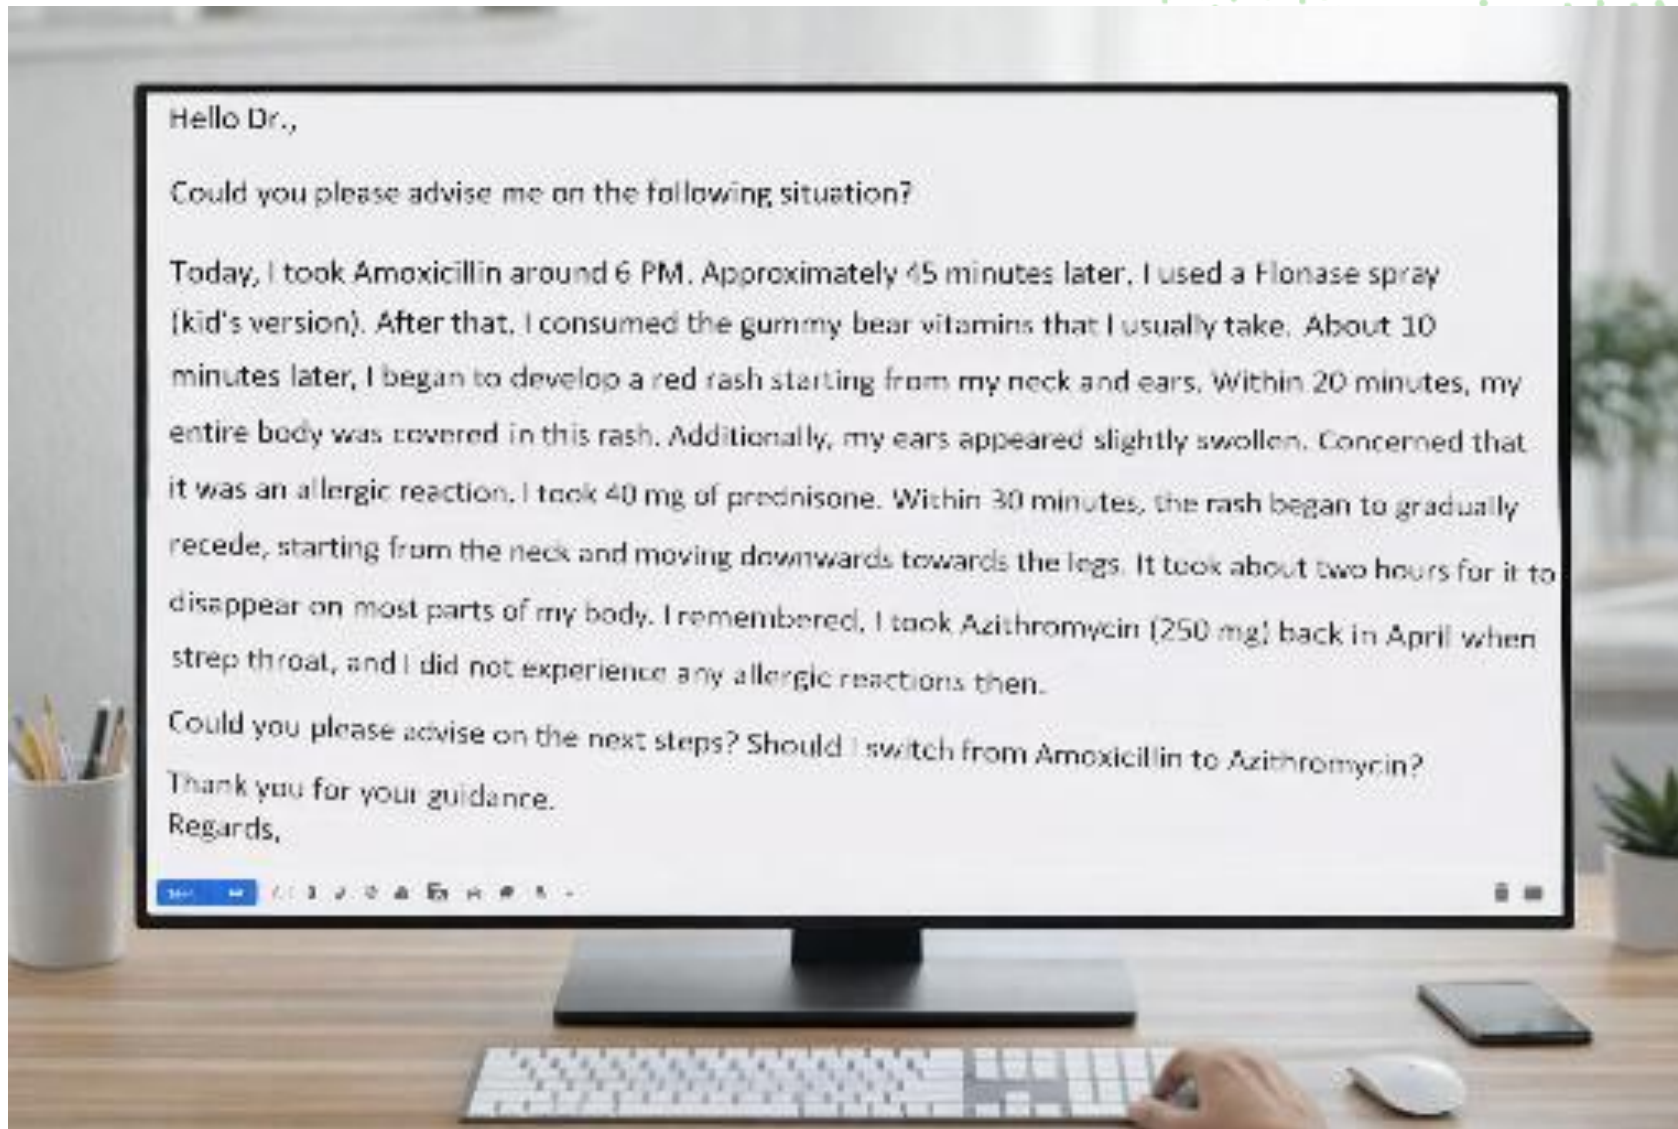 Hello Dr.,
Could you please advise me on the following situation?
Today, I took Amoxicillin around 6 PM. Approximately 45 minutes later, I used a Flonase spray
(kid's version). After that, I consumed the gummy bear vitamins that I usually take. About 10
minutes later, I began to develop a red rash starting from my neck and ears. Within 20 minutes, my
entire body was covered in this rash. Additionally, my ears appeared slightly swollen. Concerned that
it was an allergic reaction, I took 40 mg of prednisone. Within 30 minutes, the rash began to gradually
recede, starting from the neck and moving downwards towards the legs. It took about two hours for it to
disappear on most parts of my body. I remembered, I took Azithromycin (250 mg) back in April when
strep throat, and I did not experience any allergic reactions then.
Could you please advise on the next steps? Should I switch from Amoxicillin to Azithromycin?
Thank you for your guidance.
Regards,